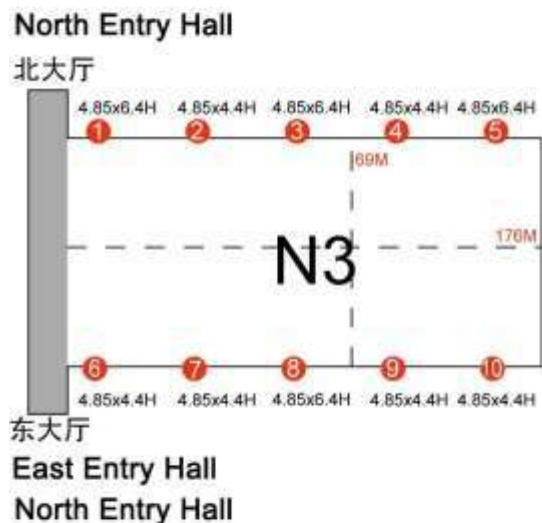 North Entry Hall
北大厅
4.85x6.4H 4.85x4.4H 4.85x6.4H 4.85x4.4H 4.85x6.4H
1 2 3 4 5
69M
176M
N3
6 7 8 9 10
4.85x4.4H 4.85x4.4H 4.85x6.4H 4.85x4.4H 4.85x4.4H
东大厅
East Entry Hall
North Entry Hall